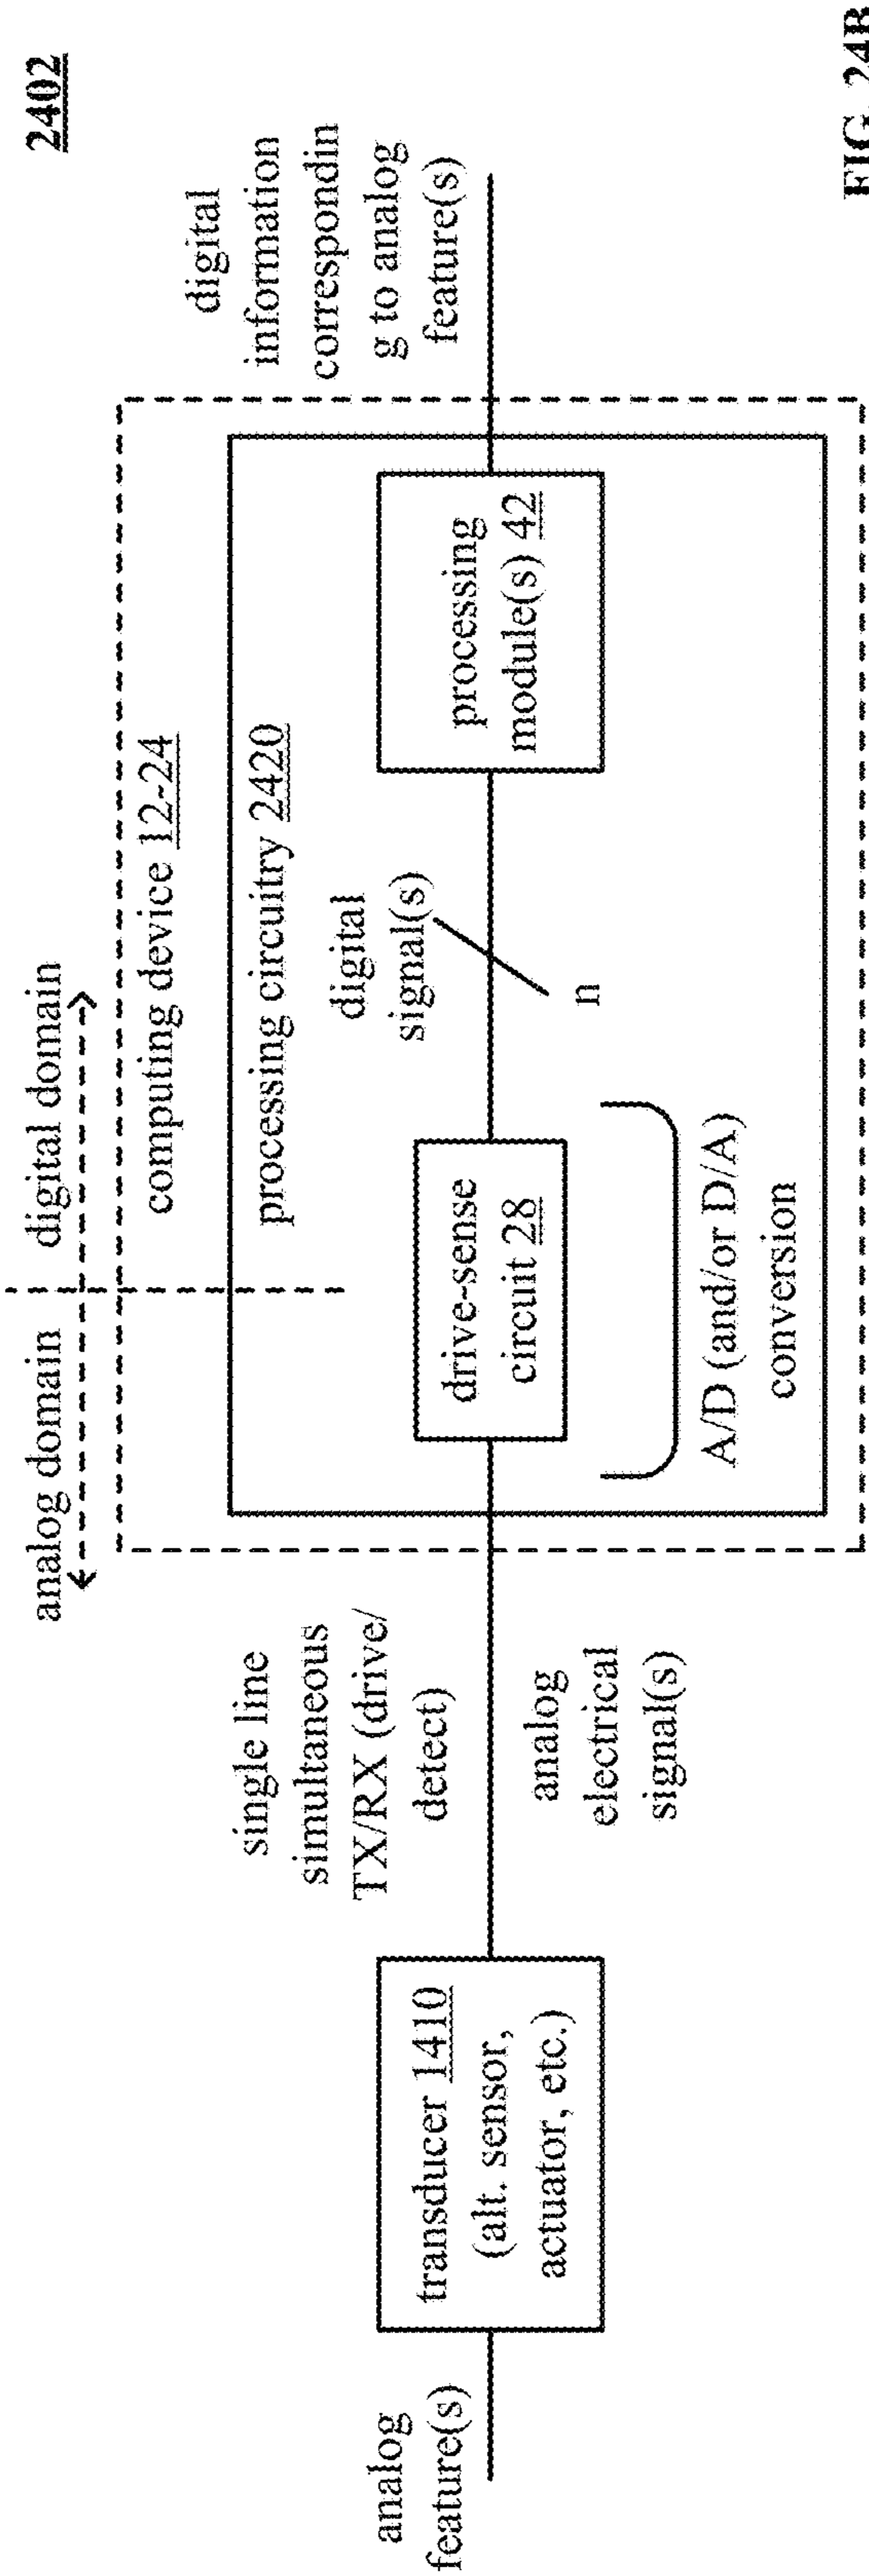 2402
analog domain
digital domain
computing device 12-24
processing circuitry 2420
analog
feature(s)
transducer 1410
(alt. sensor,
actuator, etc.)
single line
simultaneous
TX/RX (drive/
detect)
analog
electrical
signal(s)
drive-sense
circuit 28
A/D (and/or D/A)
conversion
digital
signal(s)
n
processing
module(s) 42
digital
information
correspondin
g to analog
feature(s)
FIG. 24B